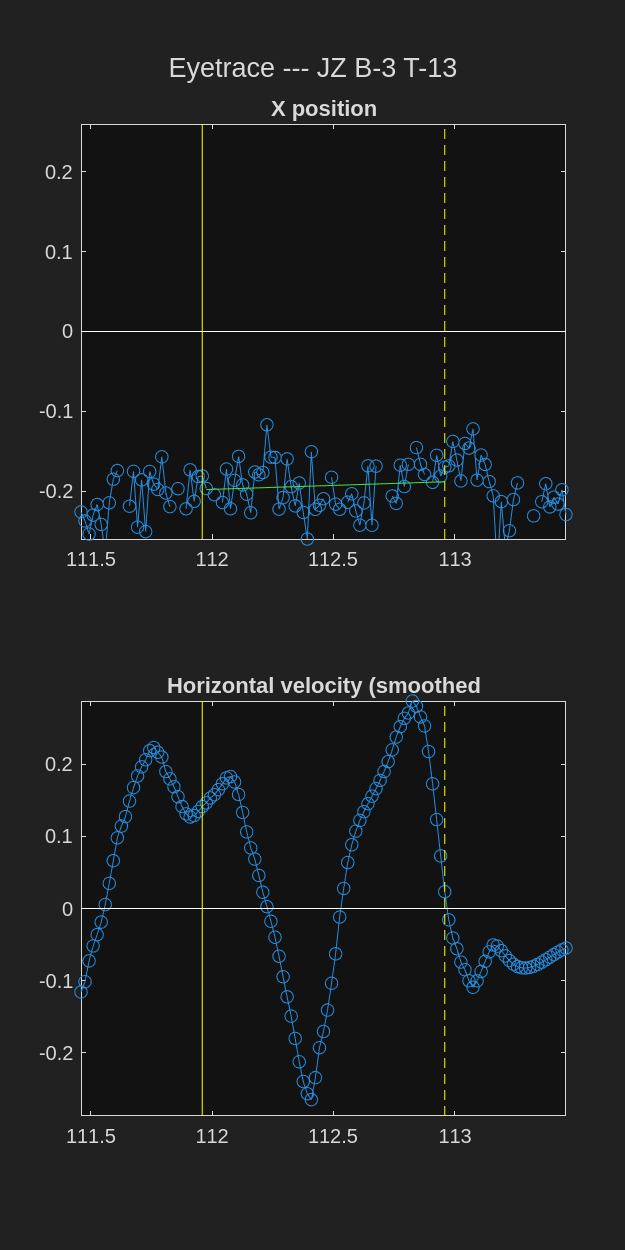 Eyetrace --- JZ B-3 T-13
X position
0.2
0.1
0
-0.1
-0.2
111.5 112 112.5 113
Horizontal velocity (smoothed
0.2
0.1
0
-0.1
-0.2
111.5 112 112.5 113